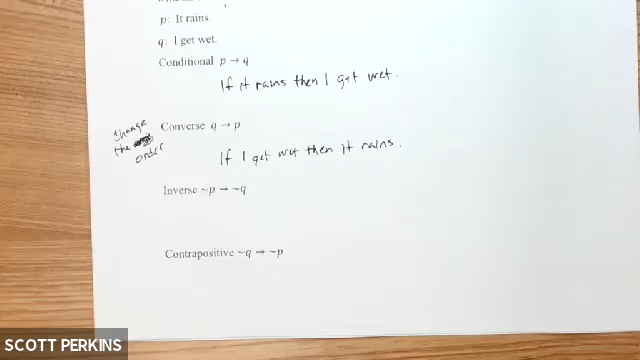 p: It rains.
q: I get wet.
Conditional p → q
If it rains then I get wet.
change
the
order
Converse q → p
If I get wet then it rains.
Inverse ~p → ~q
Contrapositive ~q → ~p
SCOTT PERKINS